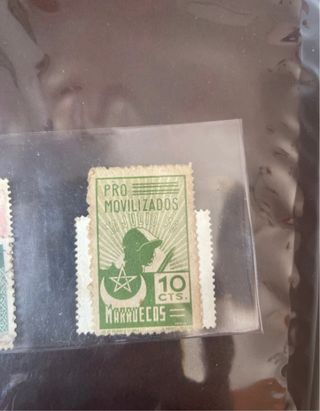 PRO
MOVILIZADOS
10
CTS.
MARRUECOS